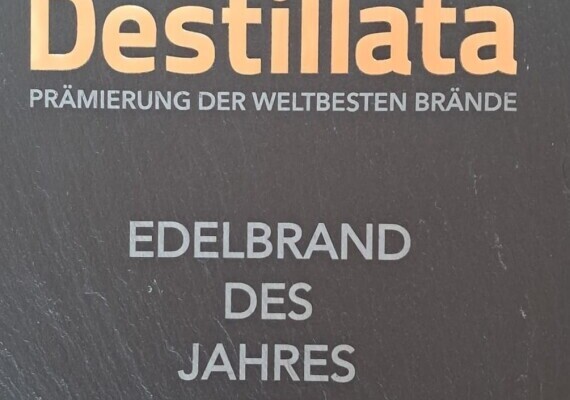 Destillata
PRÄMIERUNG DER WELTBESTEN BRÄNDE
EDELBRAND
DES
JAHRES